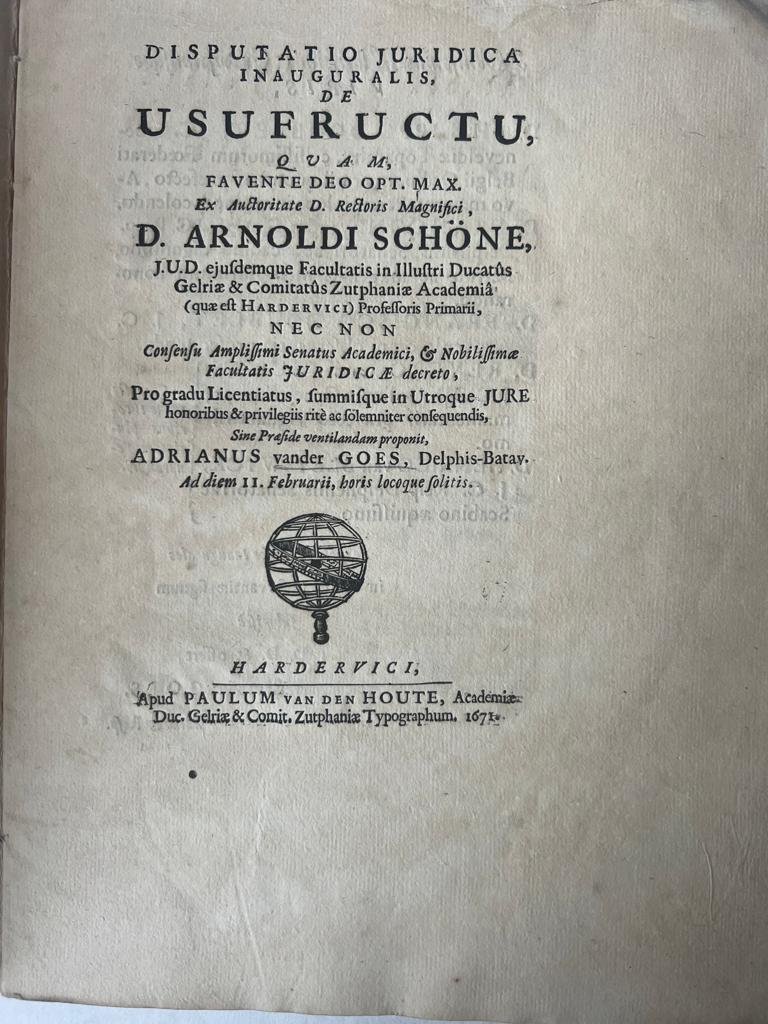 DISPUTATIO JURIDICA
INAUGURALIS,
DE
USUFRUCTU,
QVAM,
FAVENTE DEO OPT. MAX.
Ex Auctoritate D. Rectoris Magnifici,
D. ARNOLDI SCHÖNE,
J.U.D. ejuſdemque Facultatis in Illuſtri Ducatûs
Gelriæ & Comitatûs Zutphaniæ Academiâ
(quæ eſt HARDERVICI) Profeſſoris Primarii,
NEC NON
Conſenſu Ampliſſimi Senatus Academici, & Nobiliſſimæ
Facultatis JURIDICÆ decreto,
Pro gradu Licentiatus, ſummiſque in Utroque JURE
honoribus & privilegiis ritè ac ſolemniter conſequendis,
Sine Præſide ventilandam proponit,
ADRIANUS vander GOES, Delphis-Batav.
Ad diem 11. Februarii, horis locoque ſolitis.
HARDERVICI,
Apud PAULUM VAN DEN HOUTE, Academiæ
Duc. Gelriæ & Comit. Zutphaniæ Typographum. 1671.